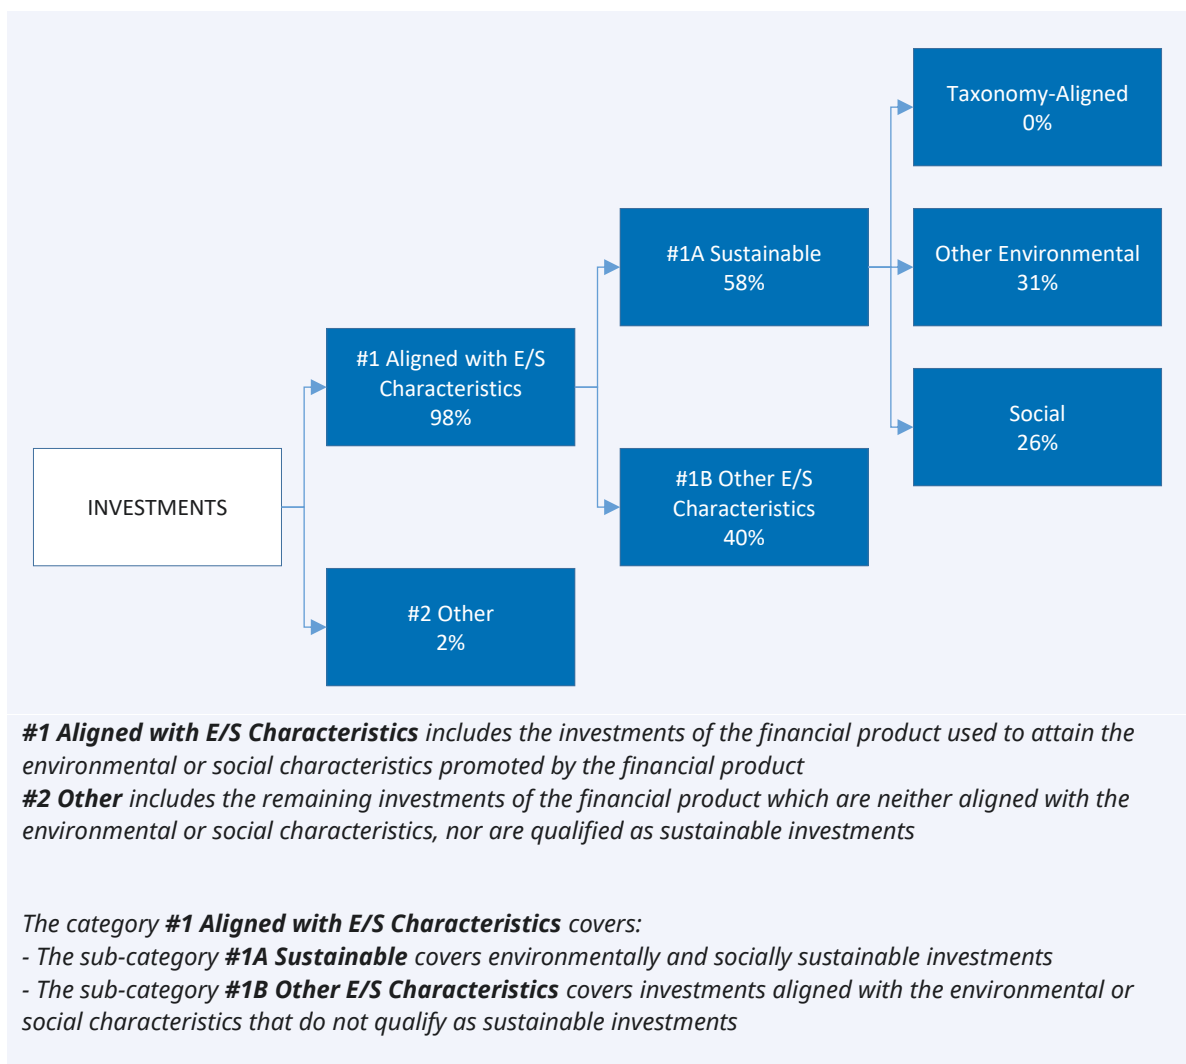 Taxonomy-Aligned
0%
#1A Sustainable
58%
Other Environmental
31%
#1 Aligned with E/S
Characteristics
98%
Social
26%
INVESTMENTS
#1B Other E/S
Characteristics
40%
#2 Other
2%
#1 Aligned with E/S Characteristics includes the investments of the financial product used to attain the
environmental or social characteristics promoted by the financial product
#2 Other includes the remaining investments of the financial product which are neither aligned with the
environmental or social characteristics, nor are qualified as sustainable investments
The category #1 Aligned with E/S Characteristics covers:
- The sub-category #1A Sustainable covers environmentally and socially sustainable investments
- The sub-category #1B Other E/S Characteristics covers investments aligned with the environmental or
social characteristics that do not qualify as sustainable investments